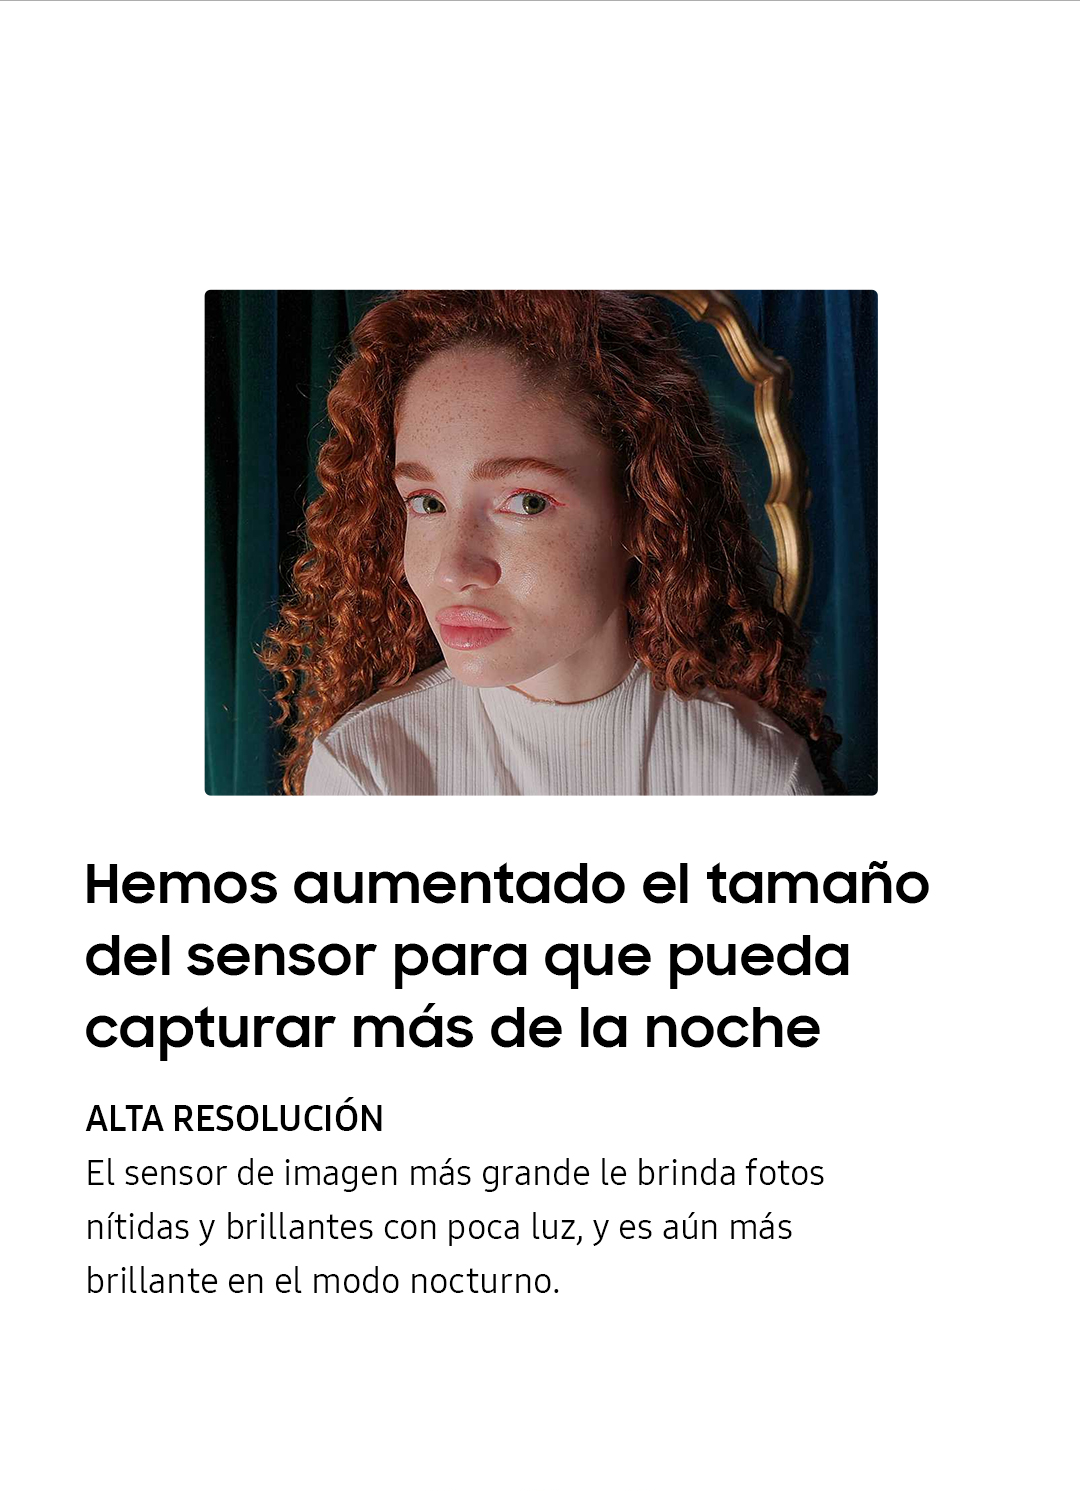 Hemos aumentado el tamaño
del sensor para que pueda
capturar más de la noche
ALTA RESOLUCIÓN
El sensor de imagen más grande le brinda fotos
nítidas y brillantes con poca luz, y es aún más
brillante en el modo nocturno.